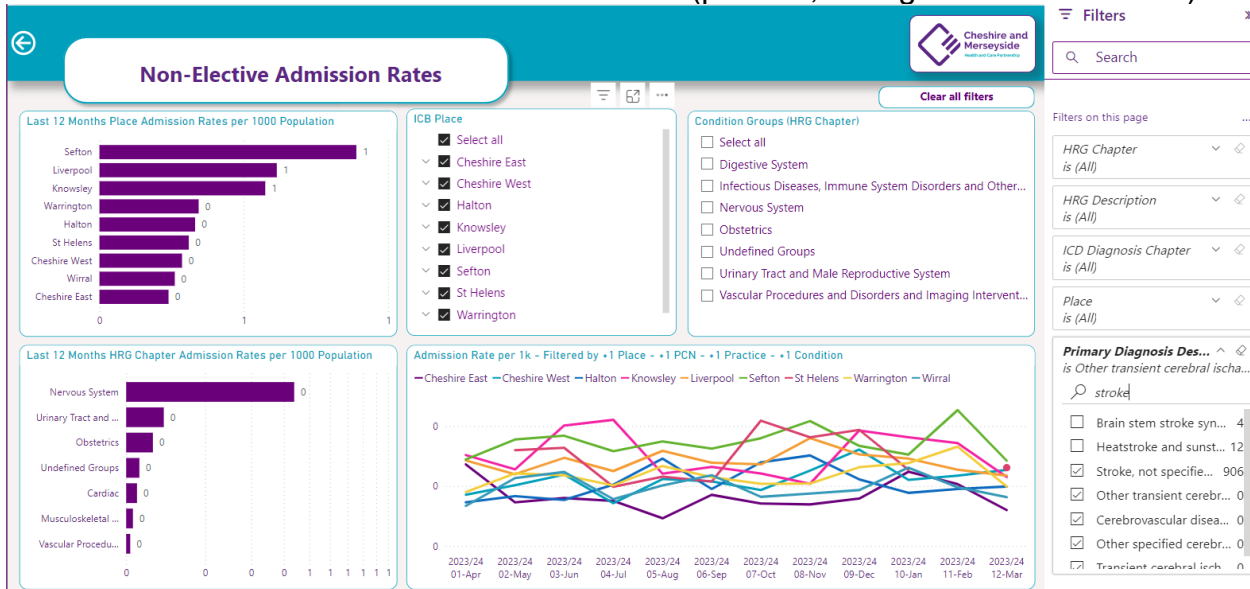 Filters
Search
Cheshire and
Merseyside
Health and Care Partnership
Non-Elective Admission Rates
Clear all filters
Last 12 Months Place Admission Rates per 1000 Population
Sefton 1
Liverpool 1
Knowsley 1
Warrington 0
Halton 0
St Helens 0
Cheshire West 0
Wirral 0
Cheshire East 0
0 1 1
ICB Place
Select all
Cheshire East
Cheshire West
Halton
Knowsley
Liverpool
Sefton
St Helens
Warrington
Condition Groups (HRG Chapter)
Select all
Digestive System
Infectious Diseases, Immune System Disorders and Other...
Nervous System
Obstetrics
Undefined Groups
Urinary Tract and Male Reproductive System
Vascular Procedures and Disorders and Imaging Intervent...
Filters on this page ...
HRG Chapter
is (All)
HRG Description
is (All)
ICD Diagnosis Chapter
is (All)
Place
is (All)
Primary Diagnosis Des...
is Other transient cerebral ischa...
stroke
Brain stem stroke syn... 4
Heatstroke and sunst... 12
Stroke, not specifie... 906
Other transient cerebr... 0
Cerebrovascular disea... 0
Other specified cerebr... 0
Transient cerebral isch... 0
Last 12 Months HRG Chapter Admission Rates per 1000 Population
Nervous System 0
Urinary Tract and ... 0
Obstetrics 0
Undefined Groups 0
Cardiac 0
Musculoskeletal ... 0
Vascular Procedu... 0
0 0 0 0 1 1 1 1 1 1
Admission Rate per 1k - Filtered by +1 Place - +1 PCN - +1 Practice - +1 Condition
Cheshire East Cheshire West Halton Knowsley Liverpool Sefton St Helens Warrington Wirral
0
0
0
2023/24 2023/24 2023/24 2023/24 2023/24 2023/24 2023/24 2023/24 2023/24 2023/24 2023/24 2023/24
01-Apr 02-May 03-Jun 04-Jul 05-Aug 06-Sep 07-Oct 08-Nov 09-Dec 10-Jan 11-Feb 12-Mar